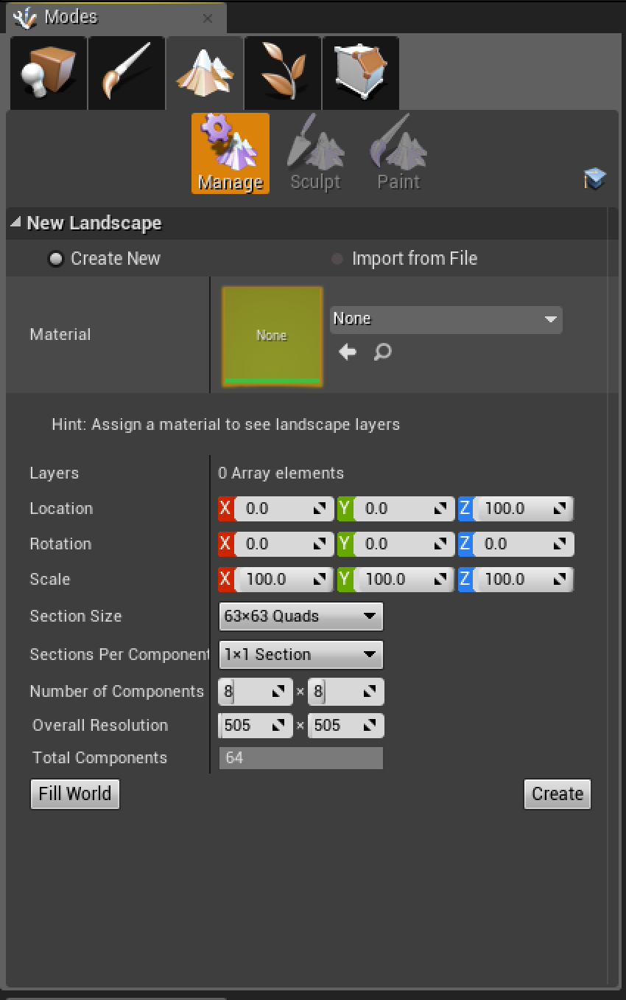 Modes
Manage Sculpt Paint
New Landscape
Create New Import from File
Material None None
Hint: Assign a material to see landscape layers
Layers 0 Array elements
Location X 0.0 Y 0.0 Z 100.0
Rotation X 0.0 Y 0.0 Z 0.0
Scale X 100.0 Y 100.0 Z 100.0
Section Size 63×63 Quads
Sections Per Component 1×1 Section
Number of Components 8 × 8
Overall Resolution 505 × 505
Total Components 64
Fill World Create